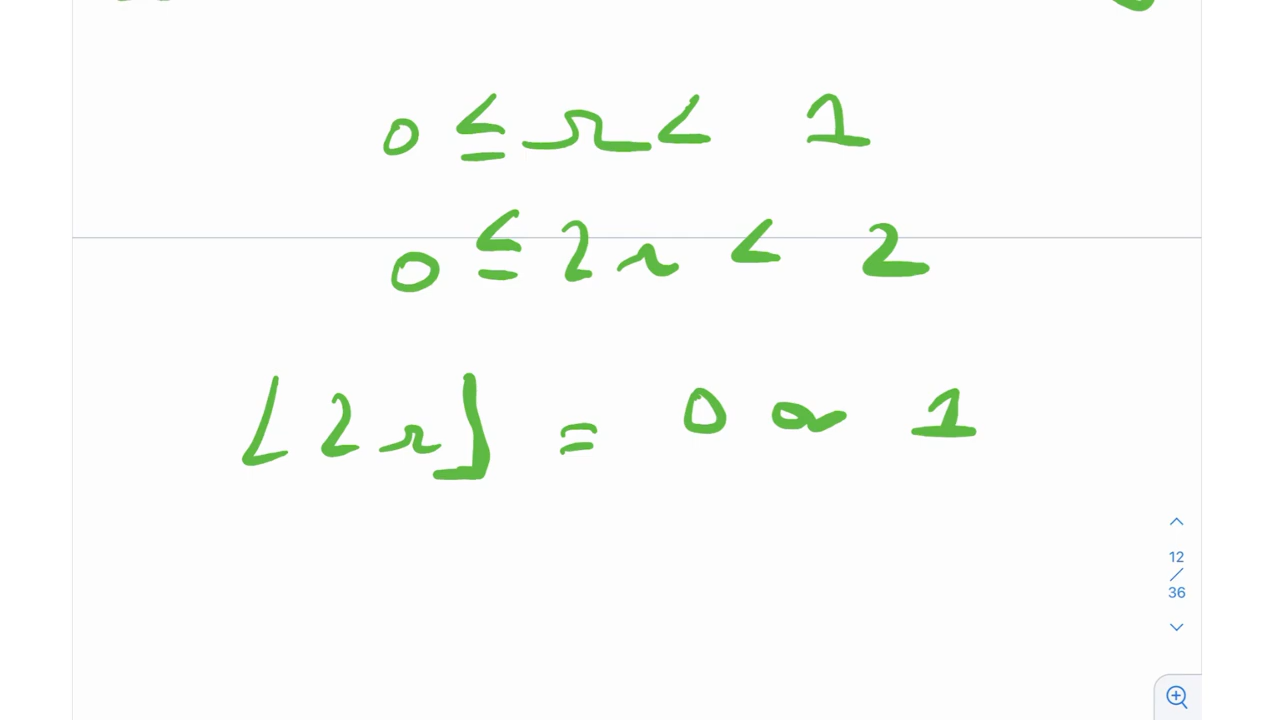 0 ≤ r < 1
0 ≤ 2r < 2
⌊2r⌋ = 0 or 1
12
/
36